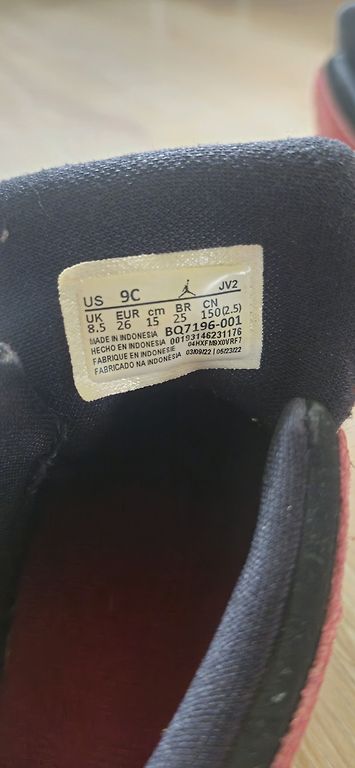 US 9C JV2
UK EUR cm BR CN
8.5 26 15 25 150(2.5)
MADE IN INDONESIA BQ7196-001
HECHO EN INDONESIA 00193146231176
FABRIQUE EN INDONESIE 04HXFM9X0VRF7
FABRICADO NA INDONESIA 03/09/22 | 05/23/22